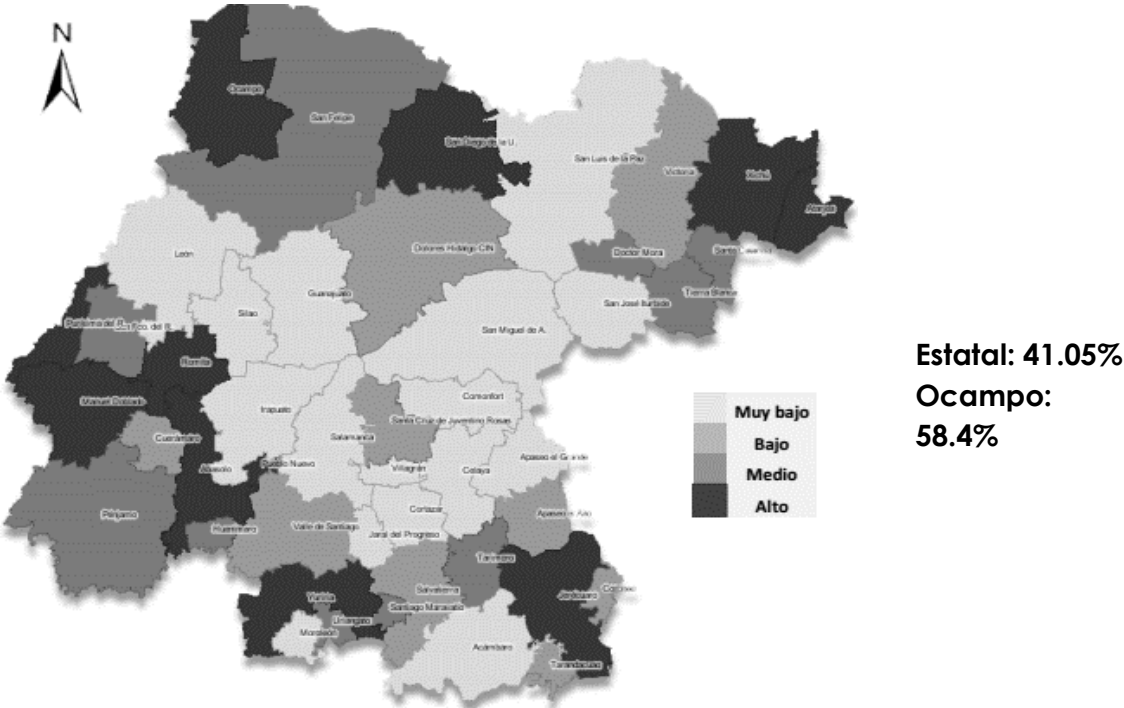 N
Ocampo
San Felipe
San Diego de la U.
San Luis de la Paz
Victoria
Xichú
Atarjea
Dolores Hidalgo CIN
Doctor Mora
Santa
León
Guanajuato
Tierra Blanca
San José Iturbide
Silao
San Miguel de A.
Romita
Manuel Doblado
Comonfort
Irapuato
Santa Cruz de Juventino Rosas
Cuerámaro
Salamanca
Apaseo el Grande
Abasolo
Pueblo Nuevo
Villagrán
Celaya
Pénjamo
Cortazar
Apaseo el Alto
Huanímaro
Valle de Santiago
Jaral del Progreso
Tarimoro
Salvatierra
Jerécuaro
Yuriria
Santiago Maravatío
Uriangato
Moroleón
Acámbaro
Tarandacuao
Muy bajo
Bajo
Medio
Alto
Estatal: 41.05%
Ocampo:
58.4%